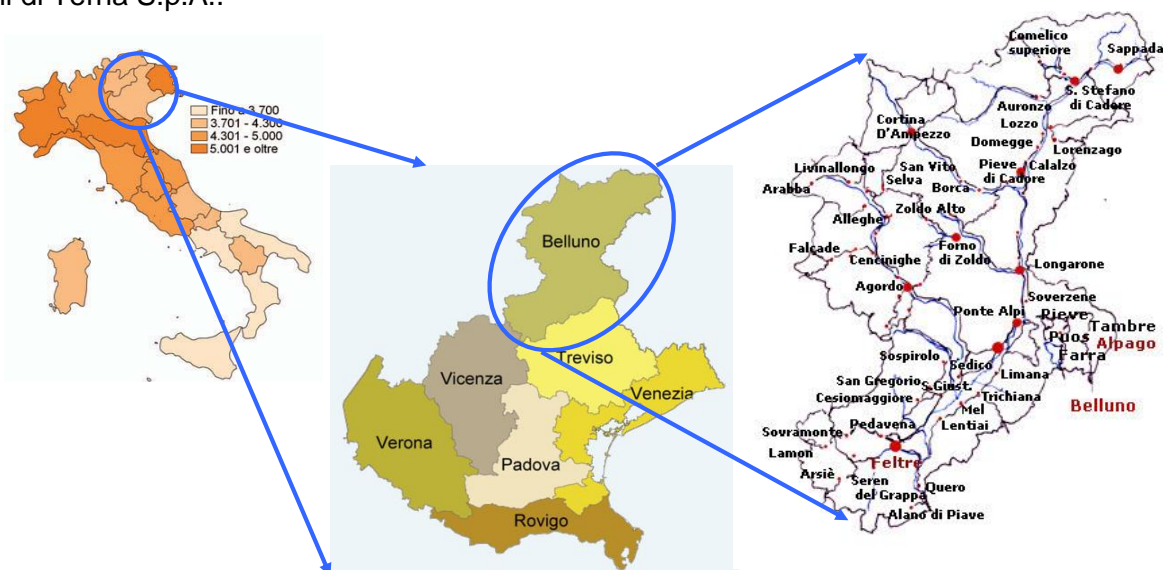 ni di Terna S.p.A..
Fino a 3.700
3.701 - 4.300
4.301 - 5.000
5.001 e oltre
Belluno
Treviso
Vicenza
Venezia
Verona
Padova
Rovigo
Comelico
superiore
Sappada
S. Stefano
di Cadore
Auronzo
Cortina
D'Ampezzo
Lozzo
Domegge
Lorenzago
Livinallongo
San Vito
Pieve
di Cadore
Calalzo
Arabba
Selva
Borca
Alleghe
Zoldo Alto
Falcade
Cencinighe
Forno
di Zoldo
Longarone
Agordo
Soverzene
Ponte Alpi
Pieve
Tambre
Puos
Alpago
Farra
Sospirolo
Sedico
Limana
San Gregorio
S.Giust.
Cesiomaggiore
Trichiana
Belluno
Mel
Lentiai
Sovramonte
Pedavena
Lamon
Feltre
Arsiè
Seren
del Grappa
Quero
Alano di Piave